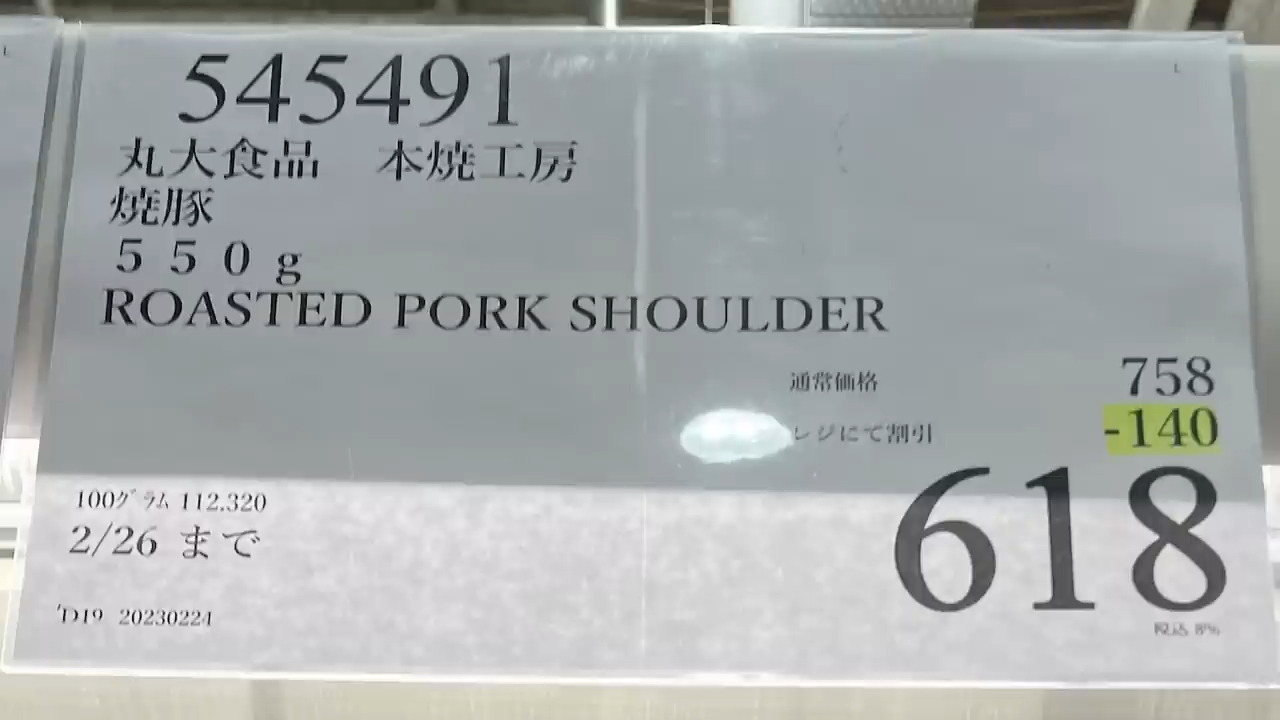 545491
丸大食品　本焼工房
焼豚
５５０ｇ
ROASTED PORK SHOULDER
通常価格 758
レジにて割引 -140
618
税込 8%
100ｸﾞﾗﾑ 112.320
2/26 まで
'D19 20230224
L
L